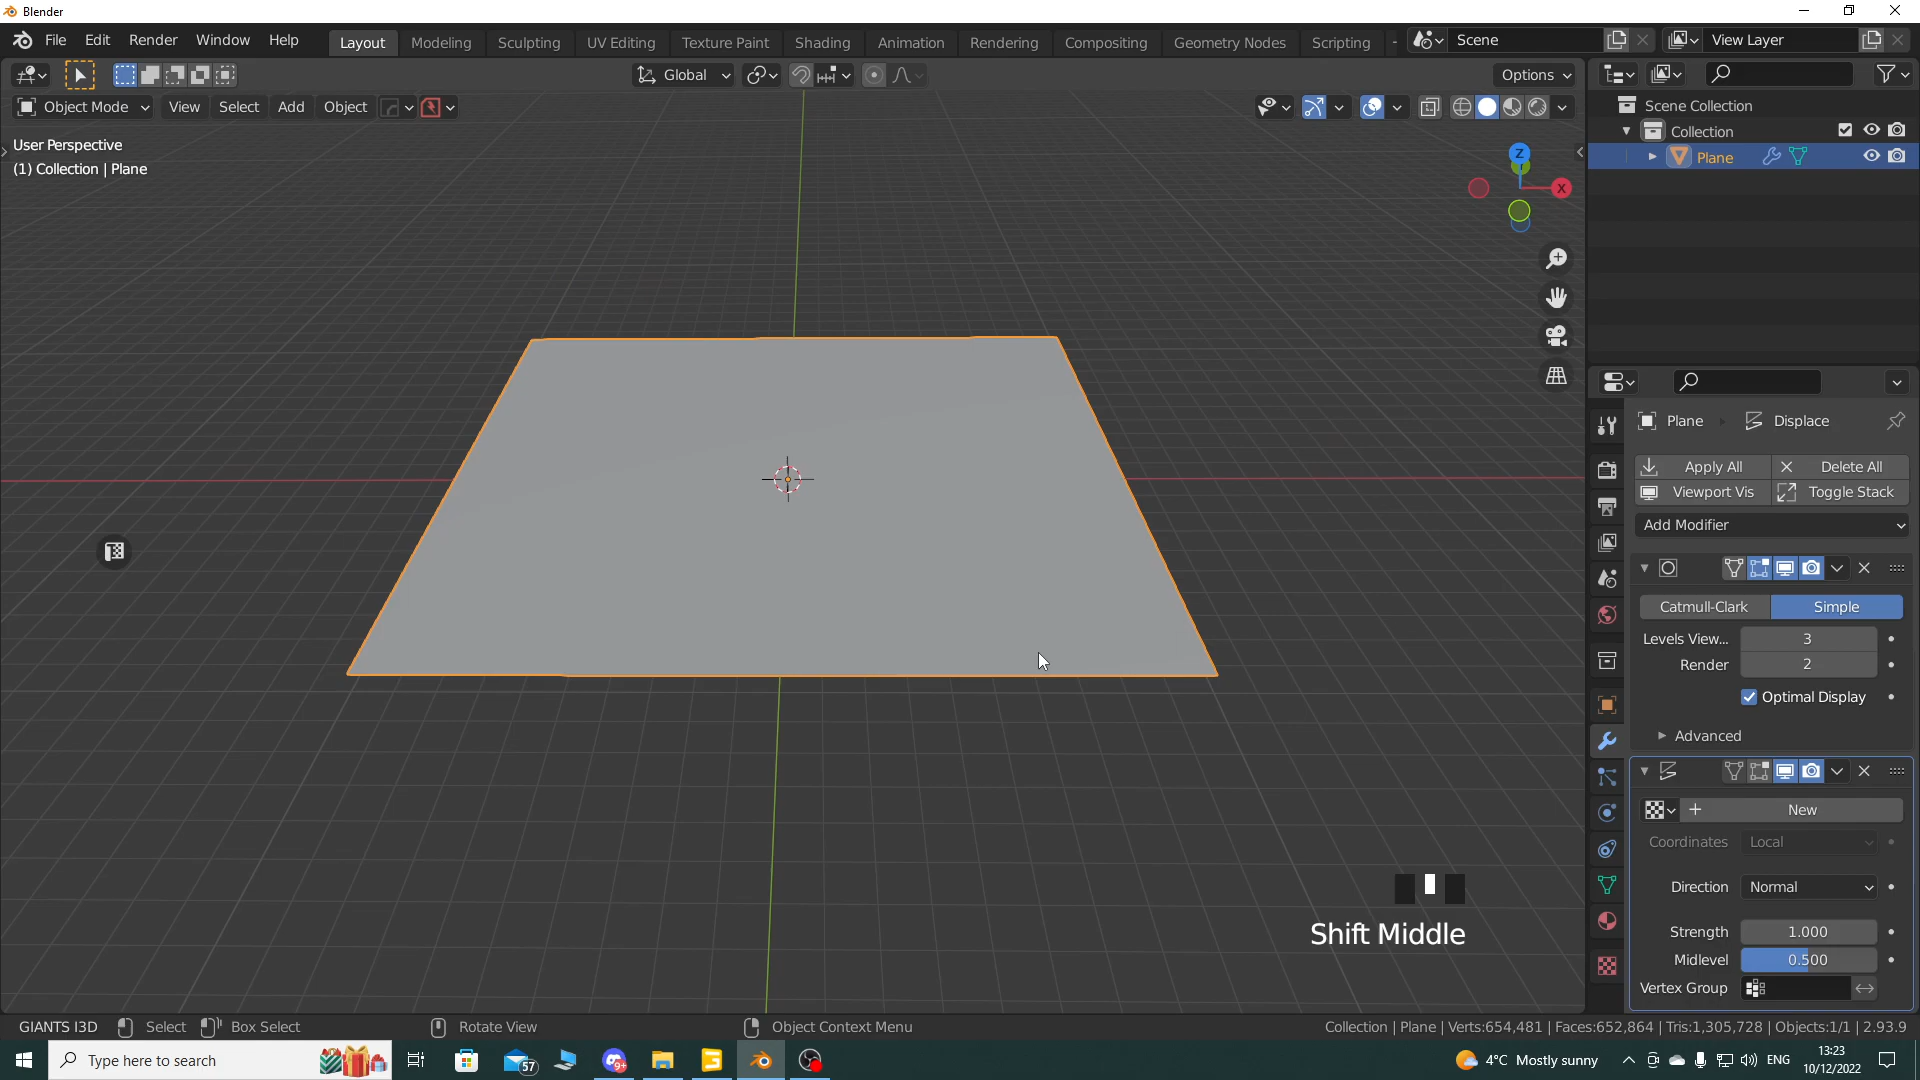 Blender
File Edit Render Window Help Layout Modeling Sculpting UV Editing Texture Paint Shading Animation Rendering Compositing Geometry Nodes Scripting Scene View Layer
Global Options
Object Mode View Select Add Object
User Perspective
(1) Collection | Plane
Z
X
Scene Collection
Collection
Plane
Plane Displace
Apply All Delete All
Viewport Vis Toggle Stack
Add Modifier
Catmull-Clark Simple
Levels View... 3
Render 2
Optimal Display
Advanced
New
Coordinates Local
Direction Normal
Strength 1.000
Midlevel 0.500
Vertex Group
Shift Middle
GIANTS I3D Select Box Select Rotate View Object Context Menu Collection | Plane | Verts:654,481 | Faces:652,864 | Tris:1,305,728 | Objects:1/1 | 2.93.9
Type here to search 57 9+ 4°C Mostly sunny ENG 13:23
10/12/2022